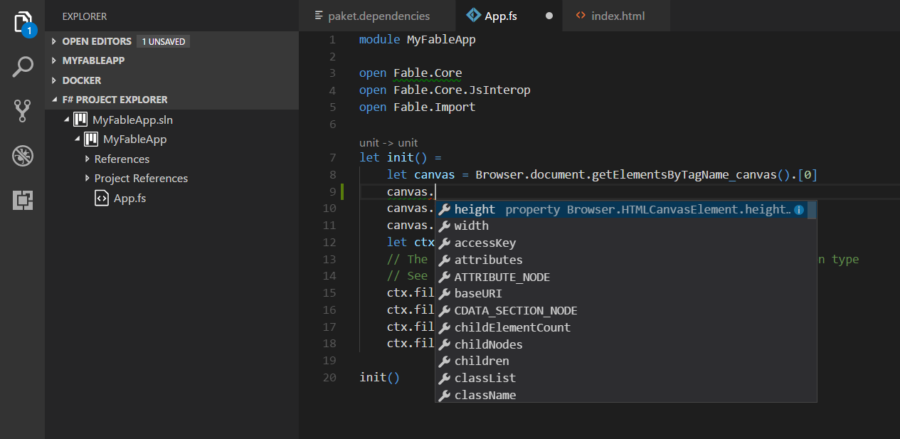 EXPLORER
OPEN EDITORS 1 UNSAVED
MYFABLEAPP
DOCKER
F# PROJECT EXPLORER
MyFableApp.sln
MyFableApp
References
Project References
App.fs
1
paket.dependencies App.fs index.html
1 module MyFableApp
2
3 open Fable.Core
4 open Fable.Core.JsInterop
5 open Fable.Import
6
unit -> unit
7 let init() =
8 let canvas = Browser.document.getElementsByTagName_canvas().[0]
9 canvas.
10 canvas.
11 canvas.
12 let ctx
13 // The n type
14 // See
15 ctx.fil
16 ctx.fil
17 ctx.fil
18 ctx.fil
19
20 init()
height property Browser.HTMLCanvasElement.height...
width
accessKey
attributes
ATTRIBUTE_NODE
baseURI
CDATA_SECTION_NODE
childElementCount
childNodes
children
classList
className